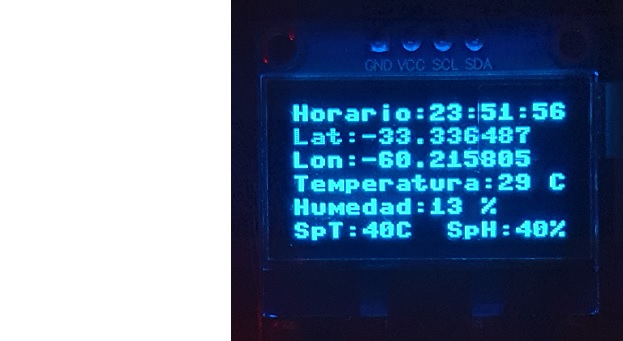 GND VCC SCL SDA
Horario:23:51:56
Lat:-33.336487
Lon:-60.215805
Temperatura:29 C
Humedad:13 %
SpT:40C SpH:40%